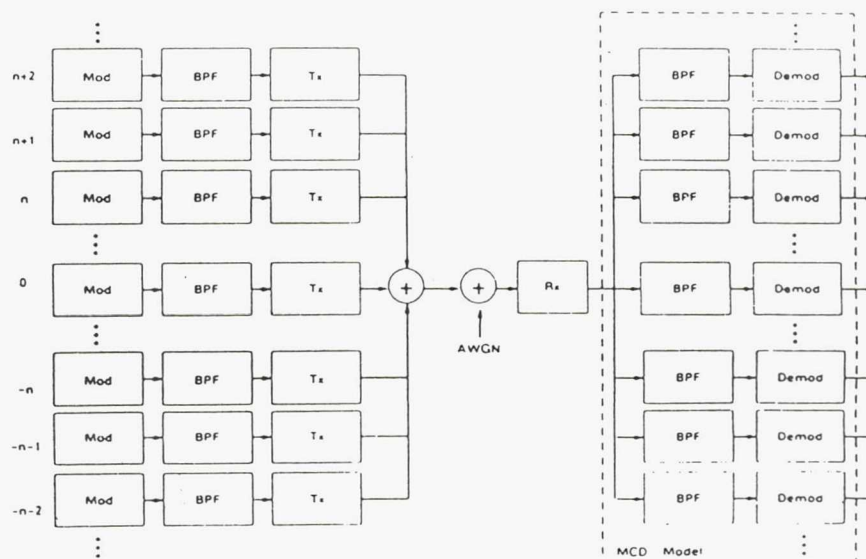 n+2 Mod BPF Tx BPF Demod
n+1 Mod BPF Tx BPF Demod
n Mod BPF Tx BPF Demod
0 Mod BPF Tx + + Rx BPF Demod
AWGN
-n Mod BPF Tx BPF Demod
-n-1 Mod BPF Tx BPF Demod
-n-2 Mod BPF Tx BPF Demod
MCD Model